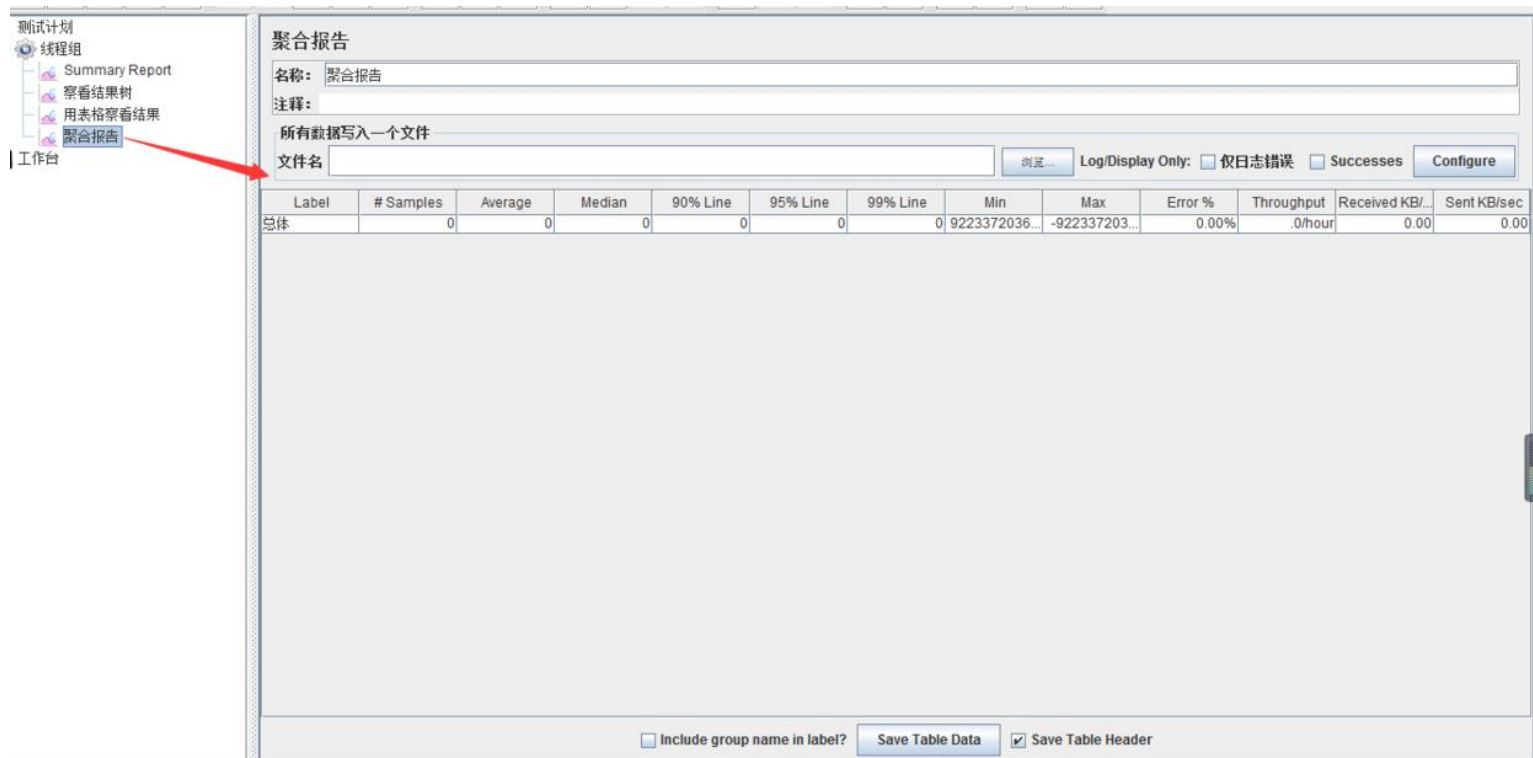 测试计划
线程组
Summary Report
察看结果树
用表格察看结果
聚合报告
工作台
聚合报告
名称： 聚合报告
注释：
所有数据写入一个文件
文件名 浏览... Log/Display Only: 仅日志错误 Successes Configure
Label # Samples Average Median 90% Line 95% Line 99% Line Min Max Error % Throughput Received KB/... Sent KB/sec
总体 0 0 0 0 0 0 9223372036... -922337203... 0.00% .0/hour 0.00 0.00
Include group name in label? Save Table Data Save Table Header